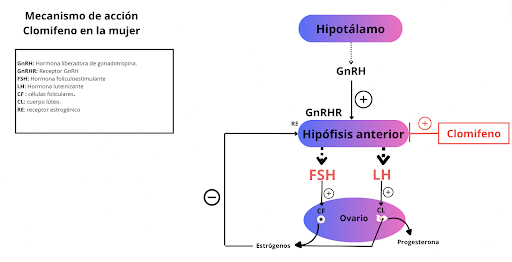 Mecanismo de acción
Clomifeno en la mujer
GnRH: Hormona liberadora de gonadotropina.
GnRHR: Receptor GnRH
FSH: Hormona foliculoestimulante
LH: Hormona luteinizante
CF : células foliculares.
CL: cuerpo lúteo.
RE: receptor estrogénico
Hipotálamo
GnRH
+
GnRHR
RE
Hipófisis anterior
+
Clomifeno
FSH
LH
+
+
−
CF
CL
Ovario
Estrógenos
Progesterona